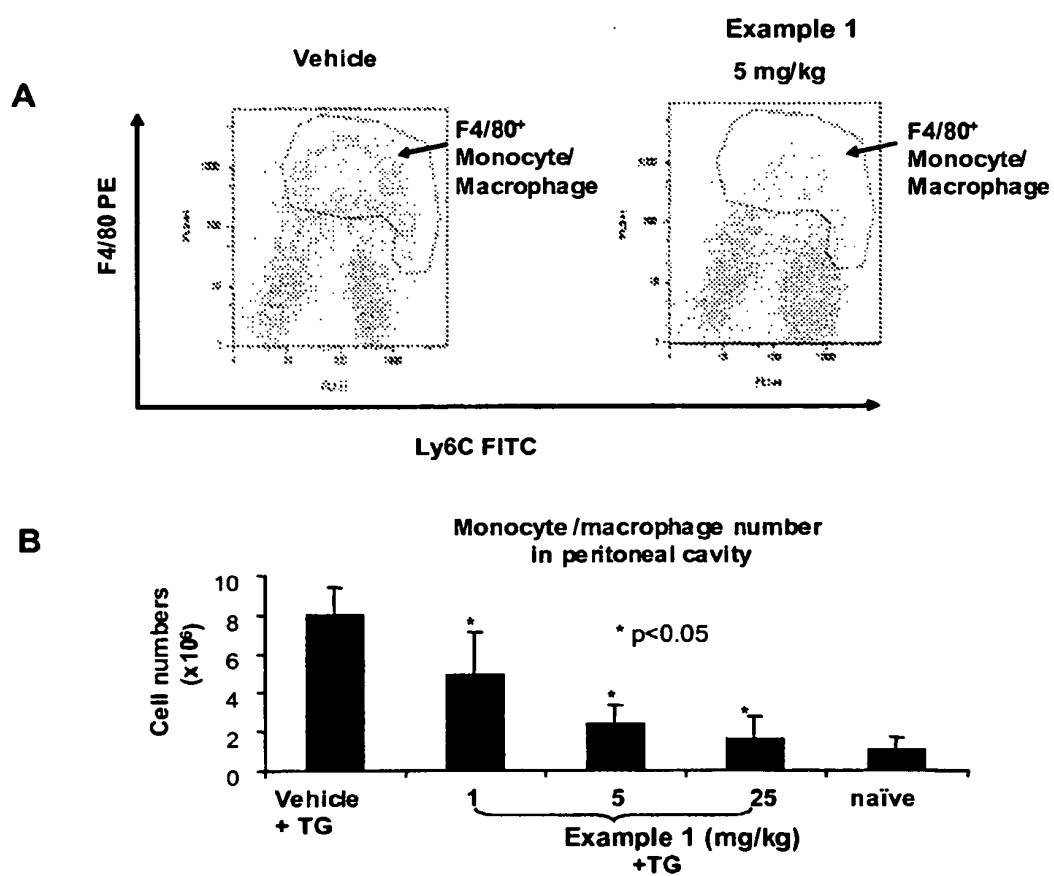 A
Vehicle
Example 1
5 mg/kg
F4/80+
Monocyte/
Macrophage
F4/80+
Monocyte/
Macrophage
F4/80 PE
Ly6C FITC
B
Monocyte/macrophage number
in peritoneal cavity
Cell numbers
(x10⁶)
10
8
6
4
2
0
*
*
*
* p<0.05
Vehicle
+ TG
1
5
25
naïve
Example 1 (mg/kg)
+TG